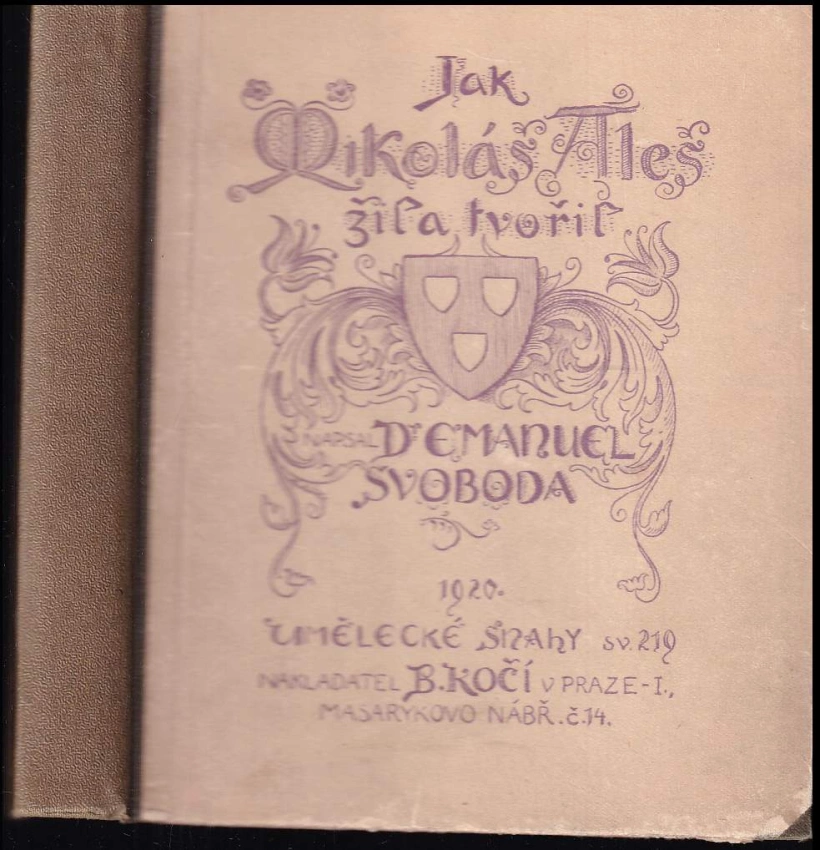 Jak
Mikoláš Aleš
žil a tvořil
NAPSAL Dr EMANUEL
SVOBODA
1920.
UMĚLECKÉ SNAHY SV. 219
NAKLADATEL B. KOČÍ V PRAZE-I.,
MASARYKOVO NÁBŘ. č. 14.